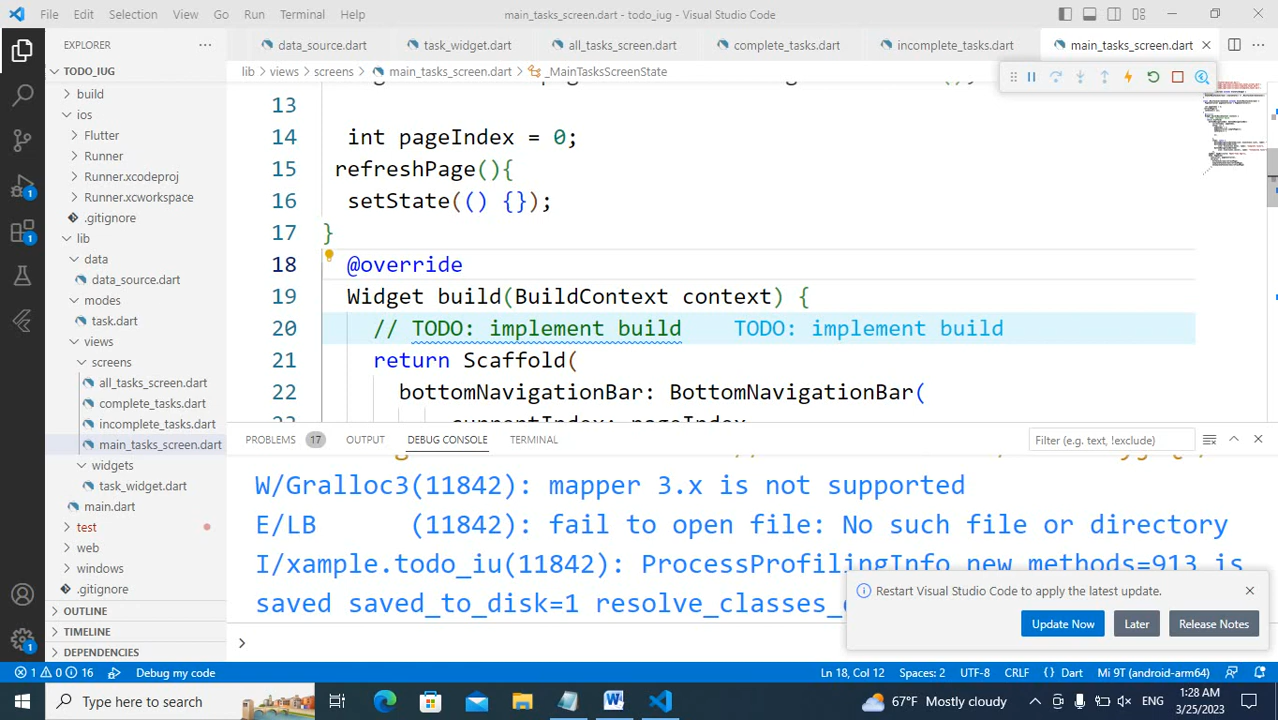 File Edit Selection View Go Run Terminal Help
main_tasks_screen.dart - todo_iug - Visual Studio Code
EXPLORER
data_source.dart task_widget.dart all_tasks_screen.dart complete_tasks.dart incomplete_tasks.dart main_tasks_screen.dart
lib > views > screens > main_tasks_screen.dart > _MainTasksScreenState
TODO_IUG
build
ios
Flutter
Runner
Runner.xcodeproj
Runner.xcworkspace
.gitignore
lib
data
data_source.dart
modes
task.dart
views
screens
all_tasks_screen.dart
complete_tasks.dart
incomplete_tasks.dart
main_tasks_screen.dart
widgets
task_widget.dart
main.dart
test
web
windows
.gitignore
OUTLINE
TIMELINE
DEPENDENCIES
13
14 int pageIndex = 0;
15 refreshPage(){
16 setState(() {});
17 }
18 @override
19 Widget build(BuildContext context) {
20 // TODO: implement build TODO: implement build
21 return Scaffold(
22 bottomNavigationBar: BottomNavigationBar(
23 currentIndex: pageIndex
PROBLEMS 17 OUTPUT DEBUG CONSOLE TERMINAL
Filter (e.g. text, !exclude)
W/Gralloc3(11842): mapper 3.x is not supported
E/LB (11842): fail to open file: No such file or directory
I/xample.todo_iu(11842): ProcessProfilingInfo new_methods=913 is
saved saved_to_disk=1 resolve_classes_
>
Restart Visual Studio Code to apply the latest update.
Update Now Later Release Notes
1
1
1
1 0 16 Debug my code
Ln 18, Col 12 Spaces: 2 UTF-8 CRLF {} Dart Mi 9T (android-arm64)
Type here to search
67°F Mostly cloudy
ENG
1:28 AM
3/25/2023